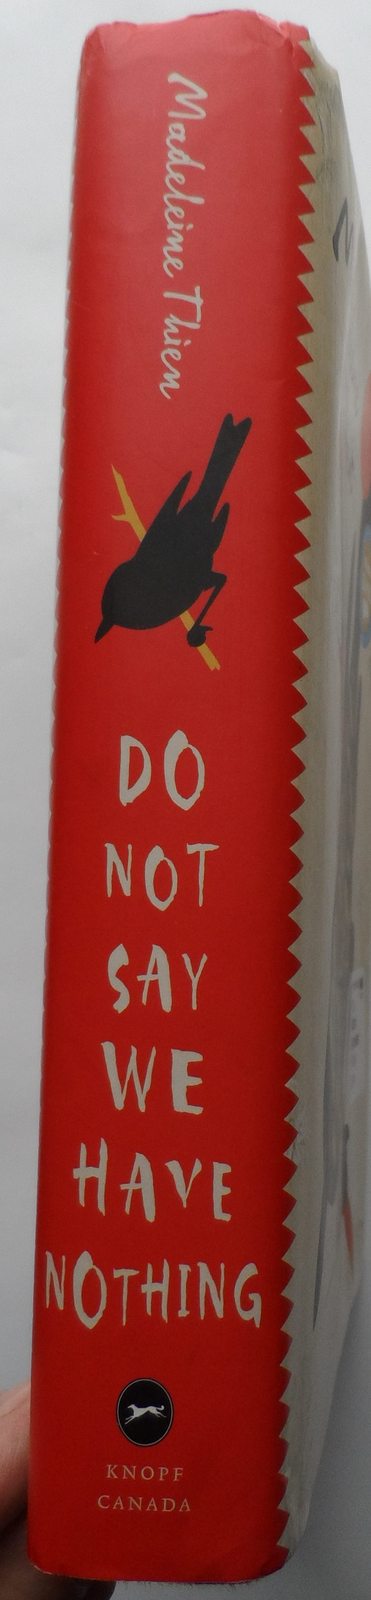 Madeleine Thien
DO
NOT
SAY
WE
HAVE
NOTHING
KNOPF
CANADA